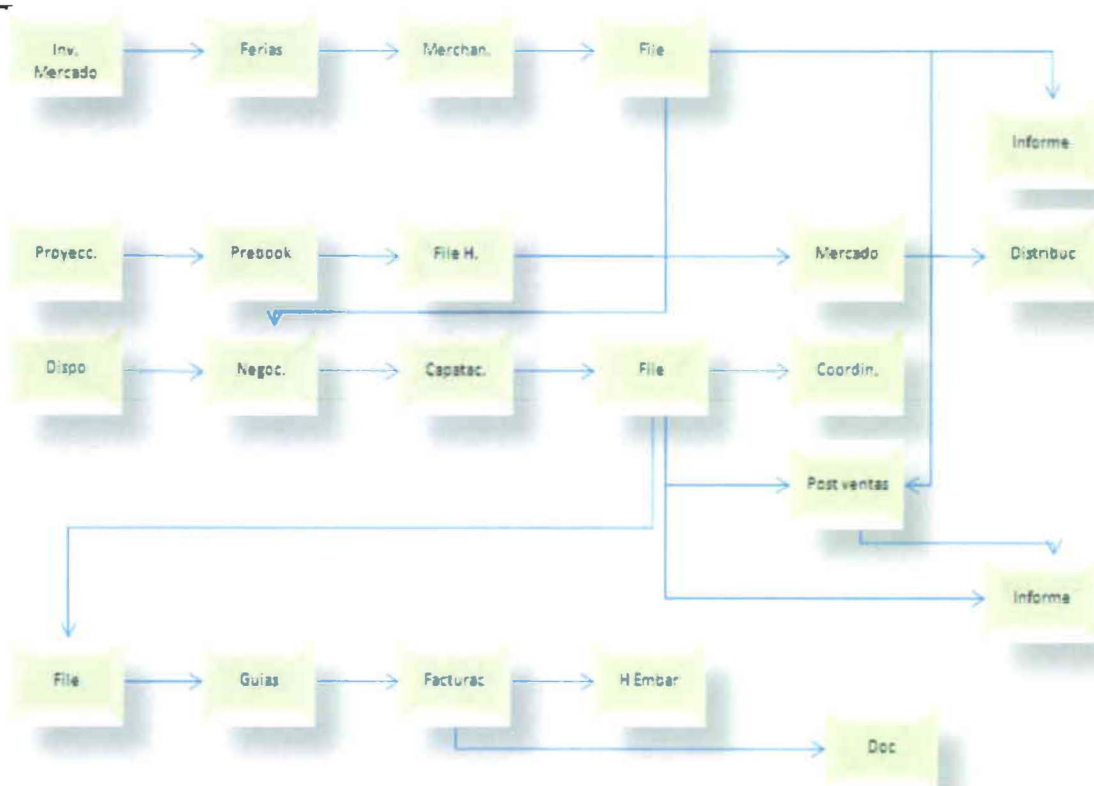 Inv.
Mercado
Ferias
Merchan.
File
Informe
Proyecc.
Prebook
File H.
Mercado
Distribuc
Dispo
Negoc.
Capatac.
File
Coordin.
Post ventas
Informe
File
Guias
Facturac
H Embar
Doc